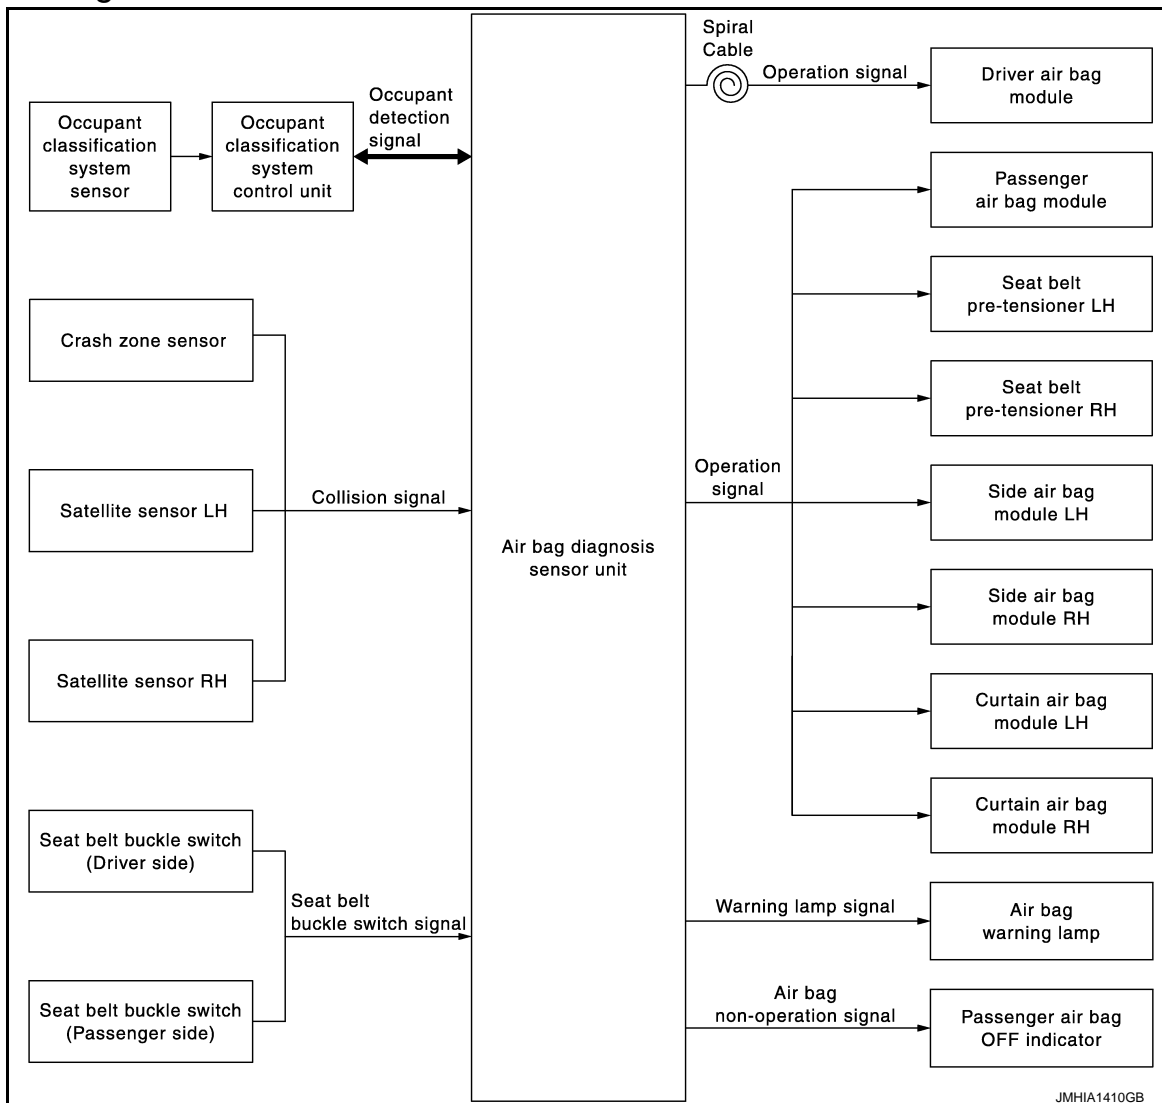 Spiral
Cable
Operation signal
Driver air bag
module
Occupant
classification
system
sensor
Occupant
classification
system
control unit
Occupant
detection
signal
Passenger
air bag module
Seat belt
pre-tensioner LH
Crash zone sensor
Seat belt
pre-tensioner RH
Satellite sensor LH
Collision signal
Operation
signal
Side air bag
module LH
Air bag diagnosis
sensor unit
Side air bag
module RH
Satellite sensor RH
Curtain air bag
module LH
Curtain air bag
module RH
Seat belt buckle switch
(Driver side)
Seat belt
buckle switch signal
Warning lamp signal
Air bag
warning lamp
Seat belt buckle switch
(Passenger side)
Air bag
non-operation signal
Passenger air bag
OFF indicator
JMHIA1410GB